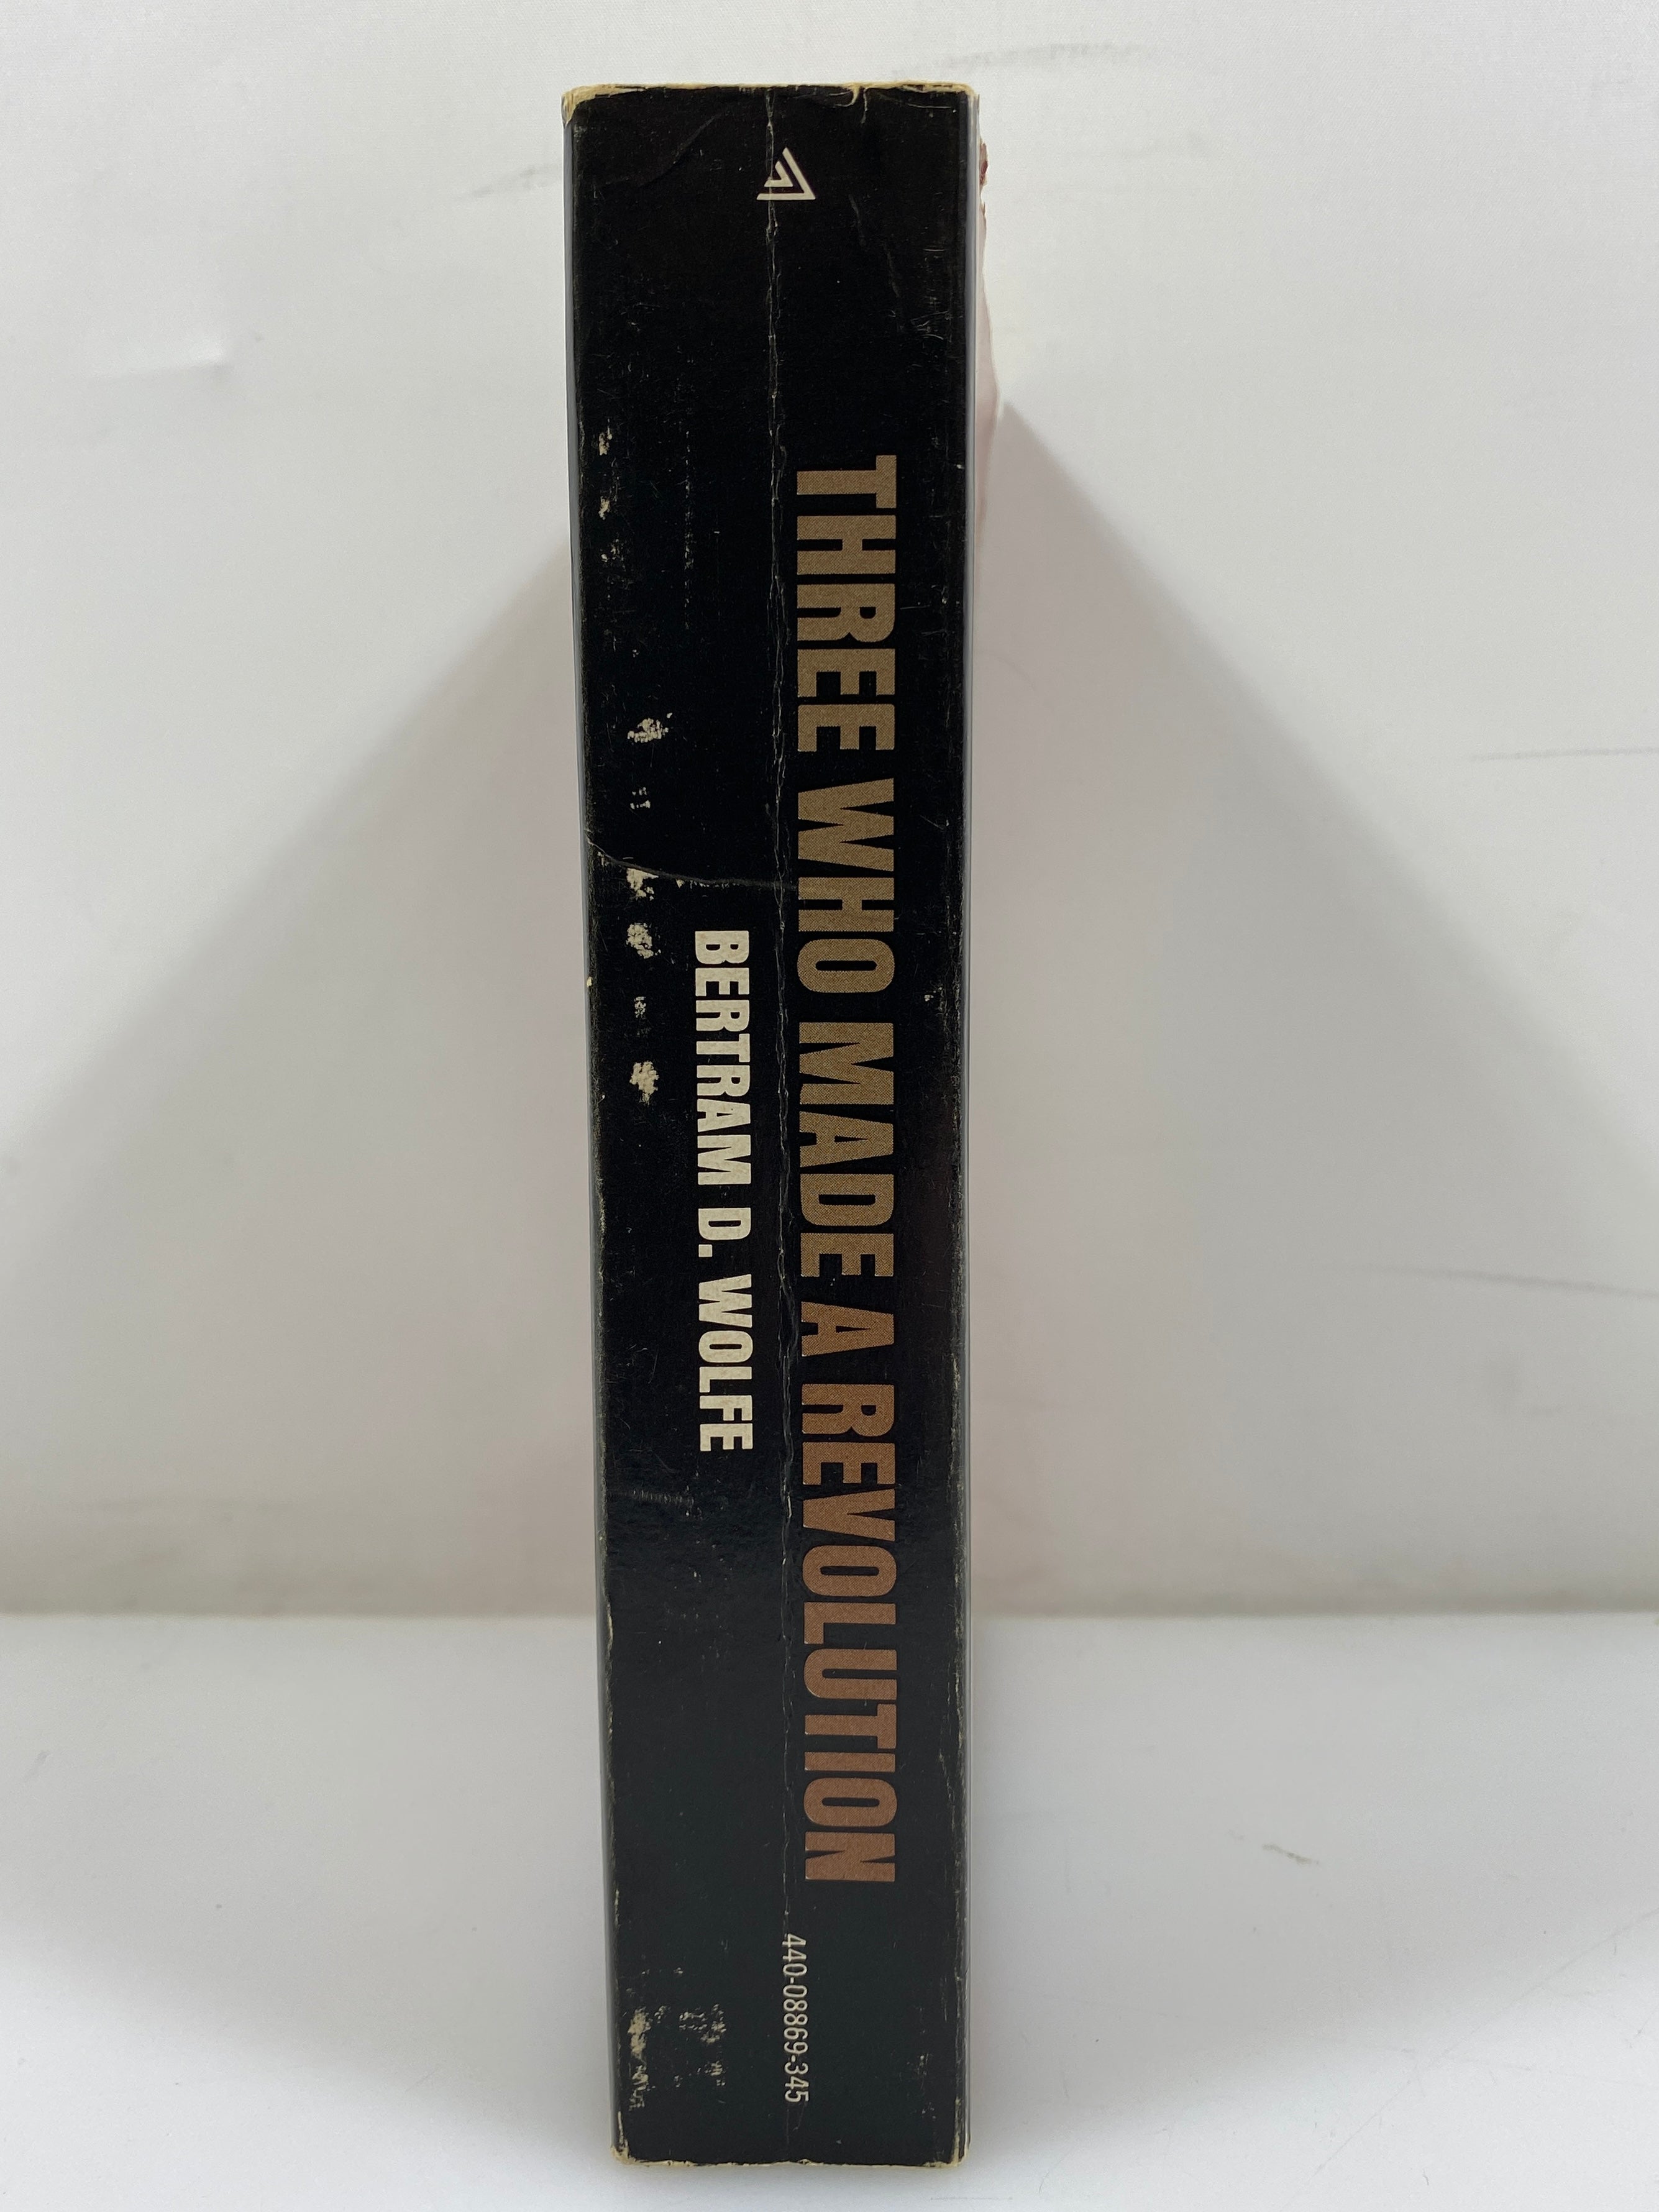 THREE WHO MADE A REVOLUTION
BERTRAM D. WOLFE
440-08869-345